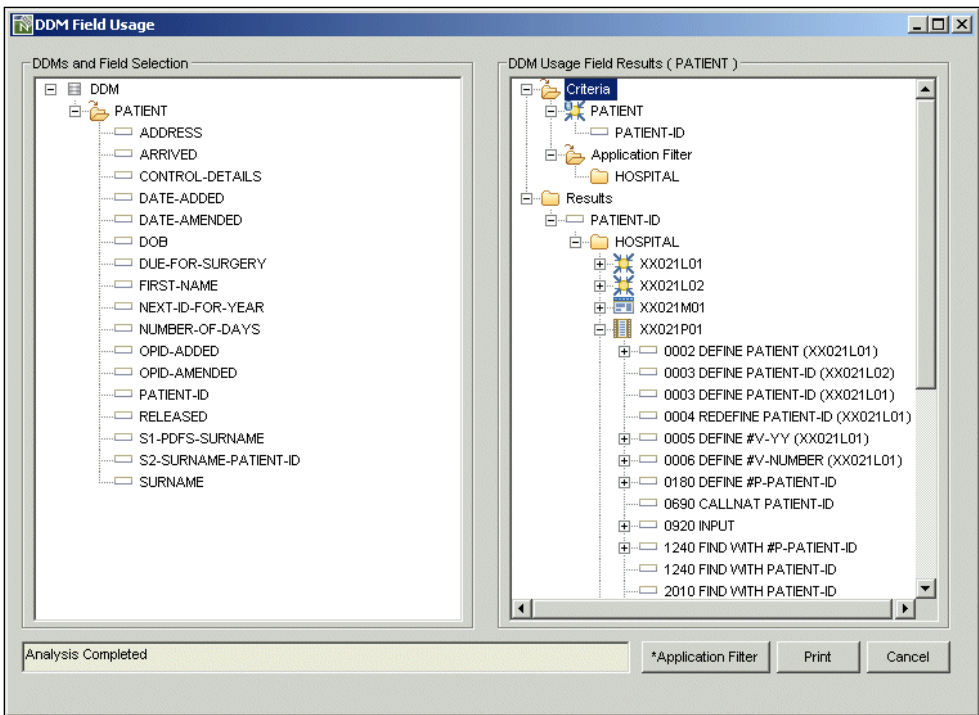 DDM Field Usage
DDMs and Field Selection
DDM
PATIENT
ADDRESS
ARRIVED
CONTROL-DETAILS
DATE-ADDED
DATE-AMENDED
DOB
DUE-FOR-SURGERY
FIRST-NAME
NEXT-ID-FOR-YEAR
NUMBER-OF-DAYS
OPID-ADDED
OPID-AMENDED
PATIENT-ID
RELEASED
S1-PDFS-SURNAME
S2-SURNAME-PATIENT-ID
SURNAME
DDM Usage Field Results ( PATIENT )
Criteria
PATIENT
PATIENT-ID
Application Filter
HOSPITAL
Results
PATIENT-ID
HOSPITAL
XX021L01
XX021L02
XX021M01
XX021P01
0002 DEFINE PATIENT (XX021L01)
0003 DEFINE PATIENT-ID (XX021L02)
0003 DEFINE PATIENT-ID (XX021L01)
0004 REDEFINE PATIENT-ID (XX021L01)
0005 DEFINE #V-YY (XX021L01)
0006 DEFINE #V-NUMBER (XX021L01)
0180 DEFINE #P-PATIENT-ID
0690 CALLNAT PATIENT-ID
0920 INPUT
1240 FIND WITH #P-PATIENT-ID
1240 FIND WITH PATIENT-ID
2010 FIND WITH PATIENT-ID
Analysis Completed
*Application Filter
Print
Cancel